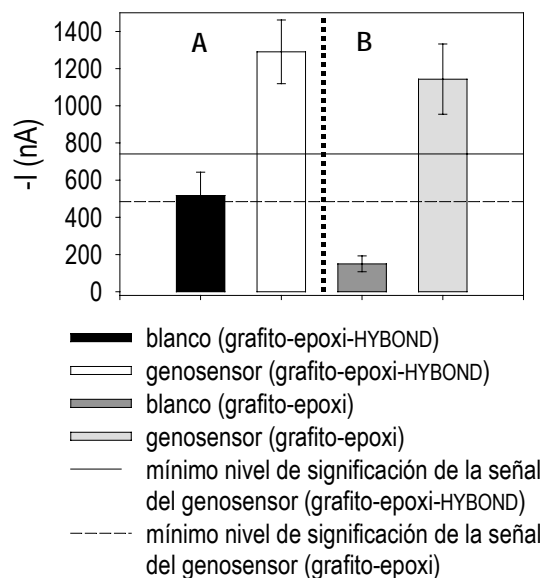 1400
1200
1000
800
600
400
200
0
-I (nA)
A
B
blanco (grafito-epoxi-HYBOND)
genosensor (grafito-epoxi-HYBOND)
blanco (grafito-epoxi)
genosensor (grafito-epoxi)
mínimo nivel de significación de la señal
del genosensor (grafito-epoxi-HYBOND)
mínimo nivel de significación de la señal
del genosensor (grafito-epoxi)